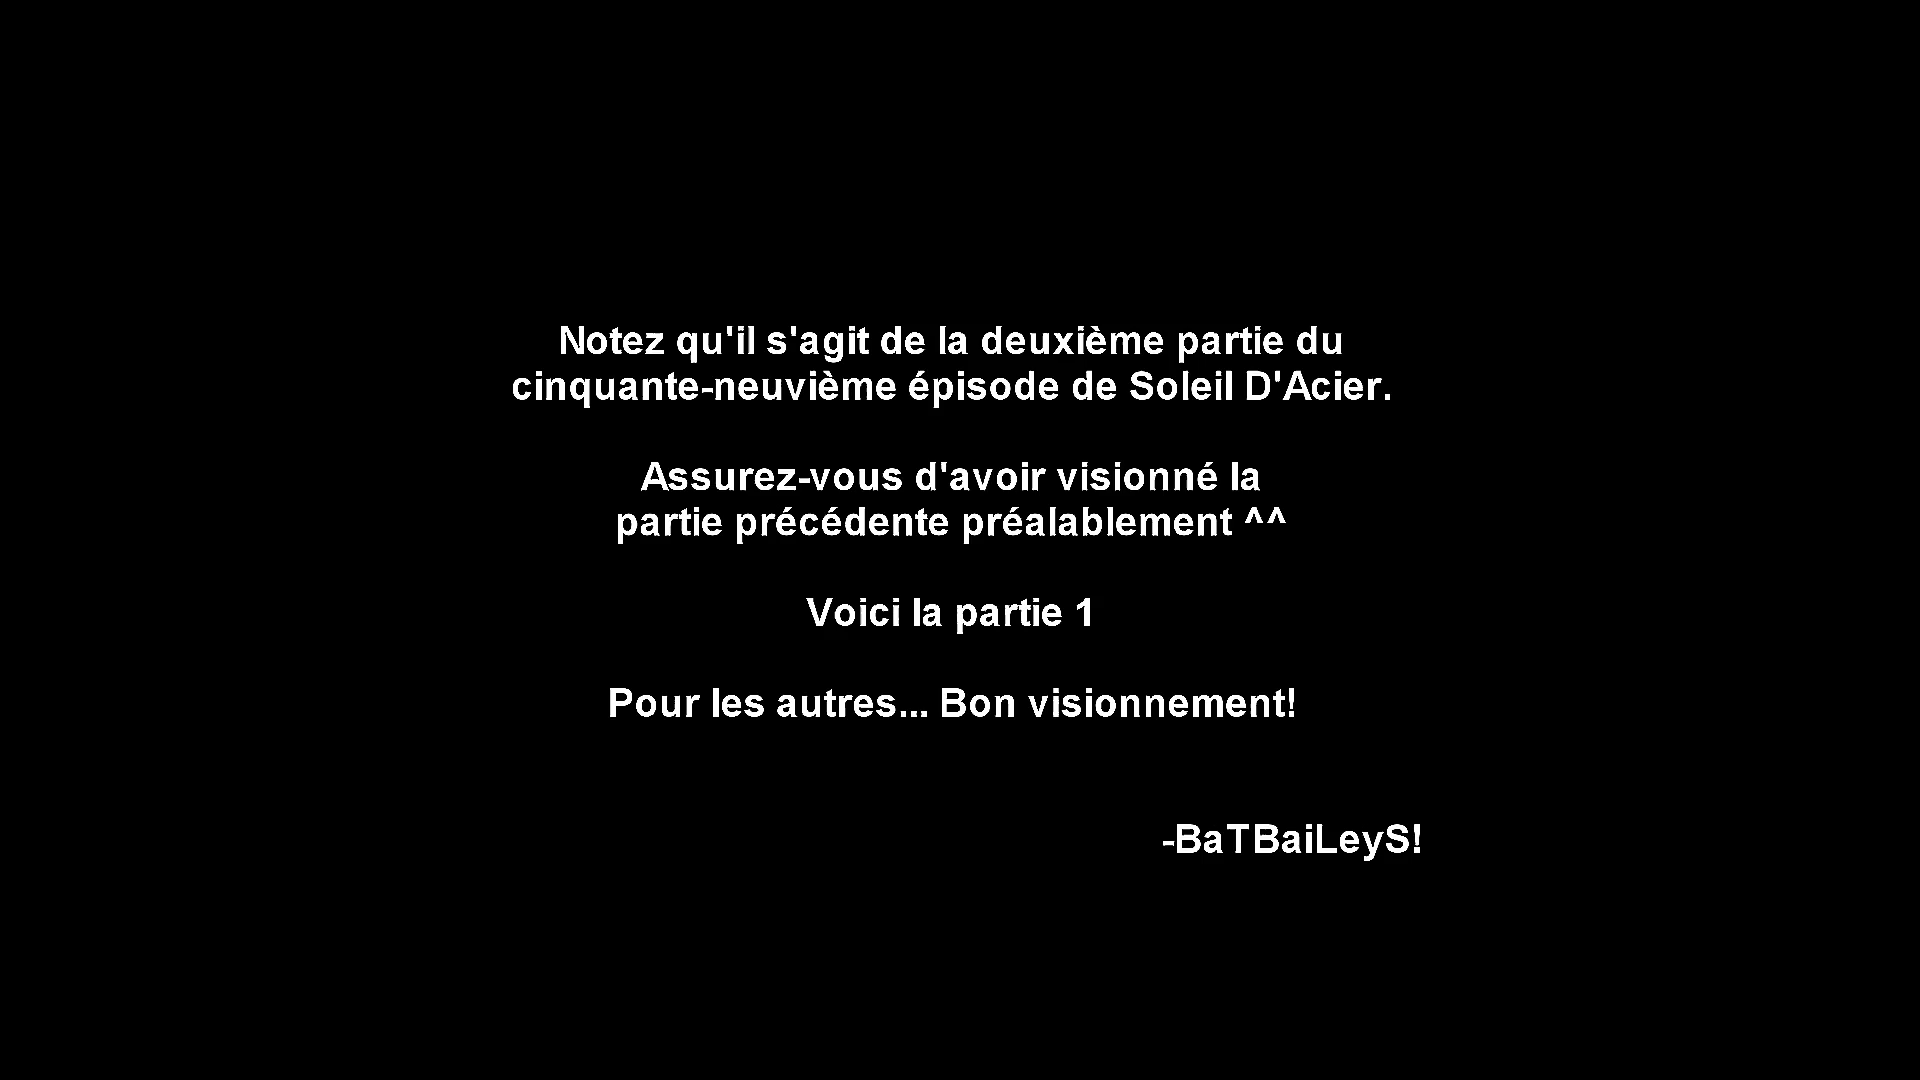 Notez qu'il s'agit de la deuxième partie du
cinquante-neuvième épisode de Soleil D'Acier.
Assurez-vous d'avoir visionné la
partie précédente préalablement ^^
Voici la partie 1
Pour les autres... Bon visionnement!
-BaTBaiLeyS!